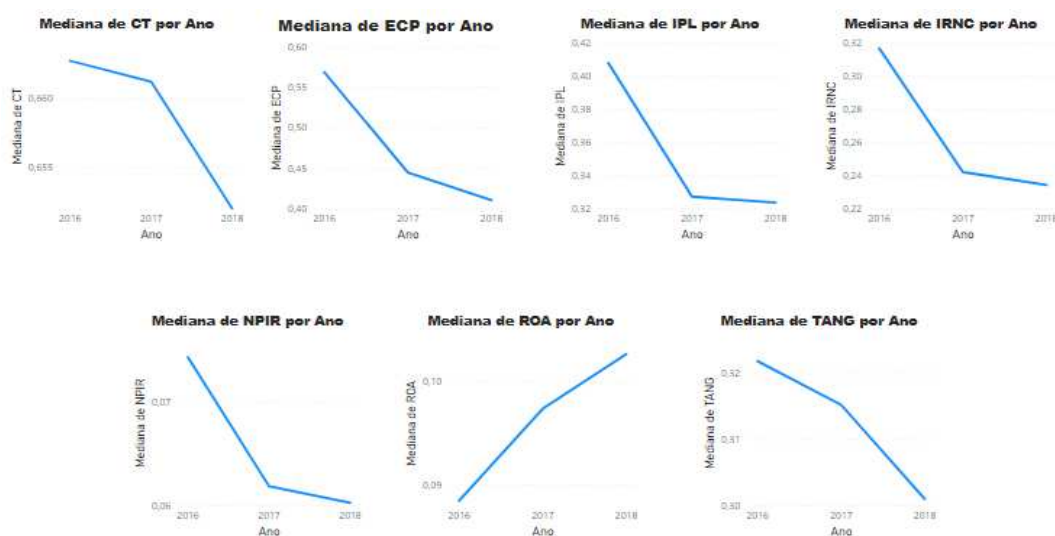 Mediana de CT por Ano
Mediana de CT
0,660
0,655
2016
2017
2018
Ano
Mediana de ECP por Ano
Mediana de ECP
0,60
0,55
0,50
0,45
0,40
2016
2017
2018
Ano
Mediana de IPL por Ano
Mediana de IPL
0,42
0,40
0,38
0,36
0,34
0,32
2016
2017
2018
Ano
Mediana de IRNC por Ano
Mediana de IRNC
0,32
0,30
0,28
0,26
0,24
0,22
2016
2017
2018
Ano
Mediana de NPIR por Ano
Mediana de NPIR
0,07
0,06
2016
2017
2018
Ano
Mediana de ROA por Ano
Mediana de ROA
0,10
0,09
2016
2017
2018
Ano
Mediana de TANG por Ano
Mediana de TANG
0,32
0,31
0,30
2016
2017
2018
Ano